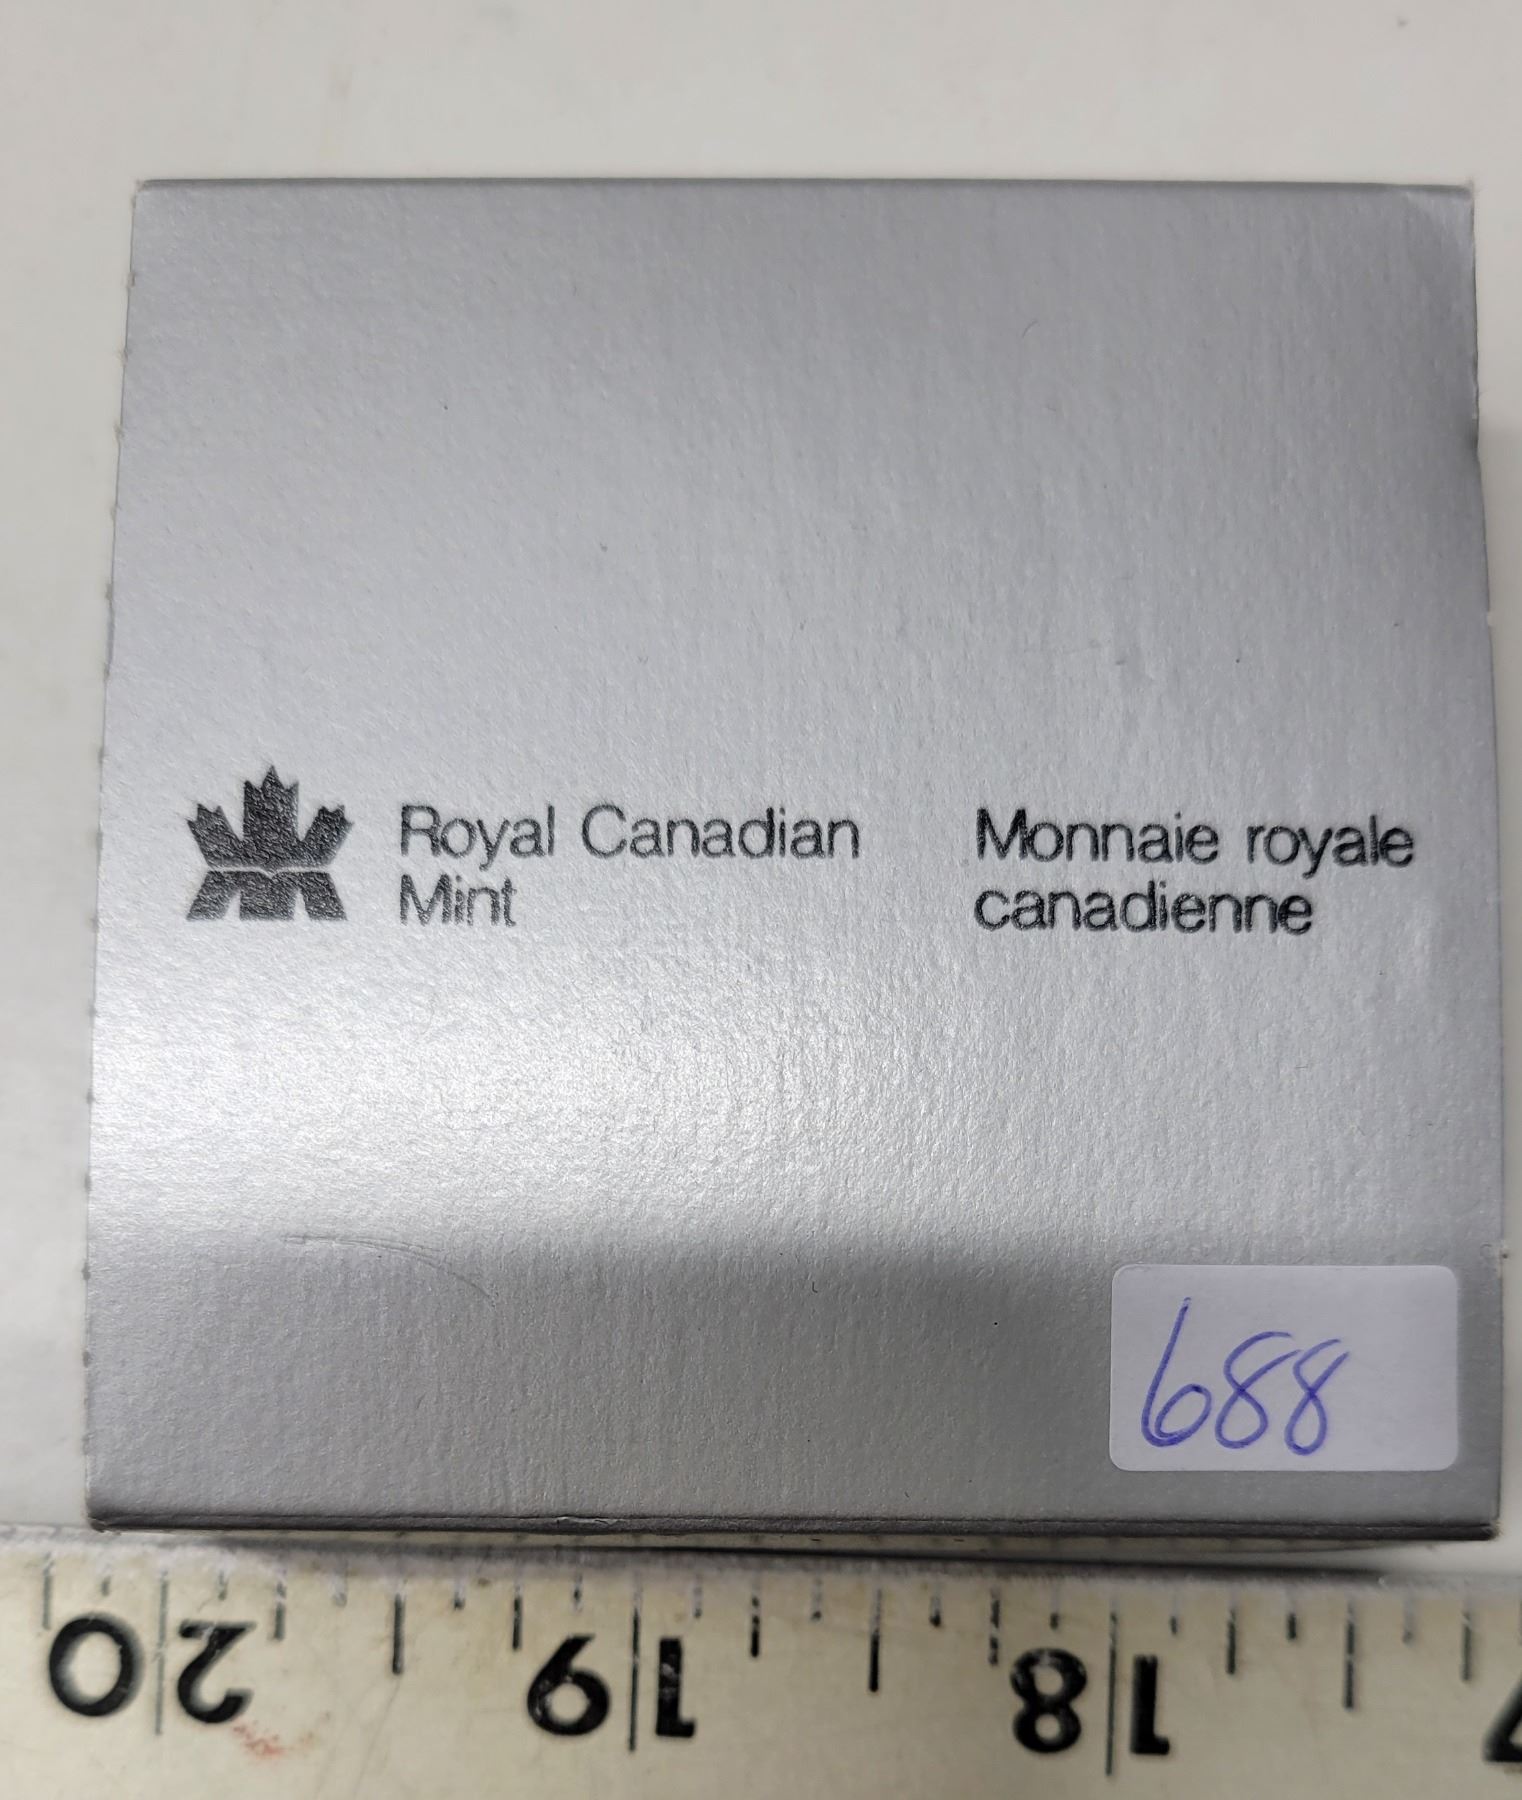 Royal Canadian
Mint
Monnaie royale
canadienne
688
20 19 18